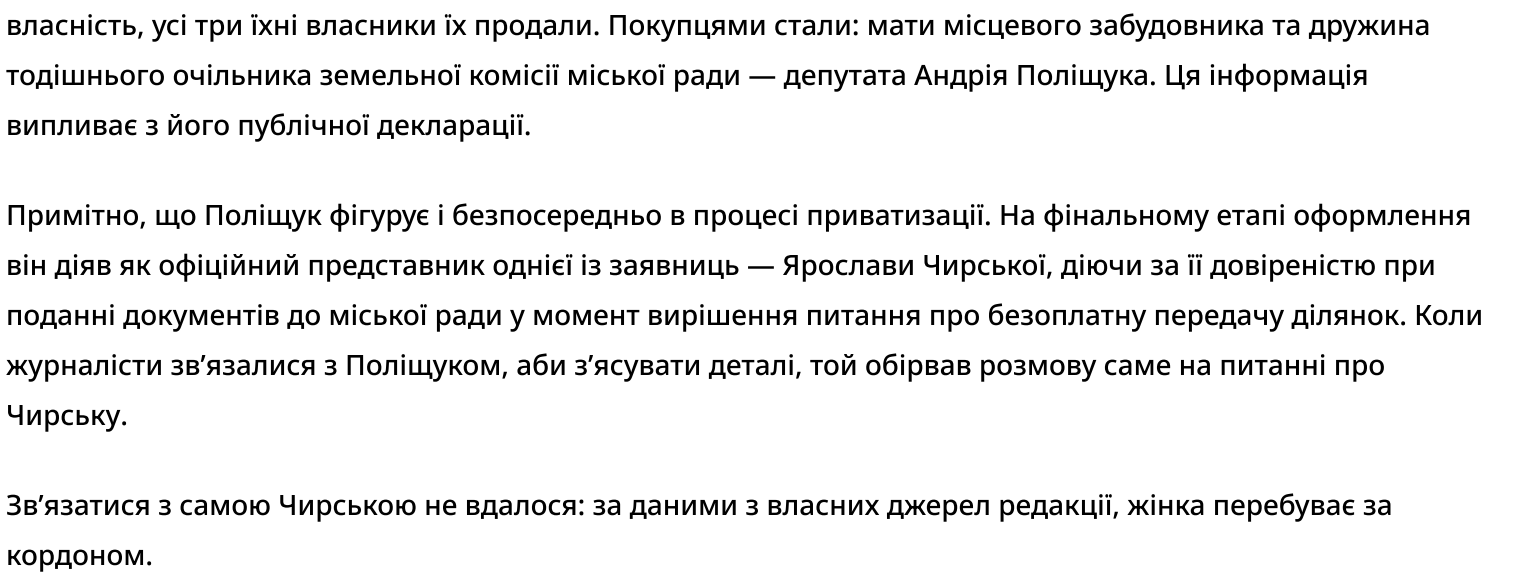 власність, усі три їхні власники їх продали. Покупцями стали: мати місцевого забудовника та дружина
тодішнього очільника земельної комісії міської ради — депутата Андрія Поліщука. Ця інформація
випливає з його публічної декларації.
Примітно, що Поліщук фігурує і безпосередньо в процесі приватизації. На фінальному етапі оформлення
він діяв як офіційний представник однієї із заявниць — Ярослави Чирської, діючи за її довіреністю при
поданні документів до міської ради у момент вирішення питання про безоплатну передачу ділянок. Коли
журналісти зв’язалися з Поліщуком, аби з’ясувати деталі, той обірвав розмову саме на питанні про
Чирську.
Зв’язатися з самою Чирською не вдалося: за даними з власних джерел редакції, жінка перебуває за
кордоном.